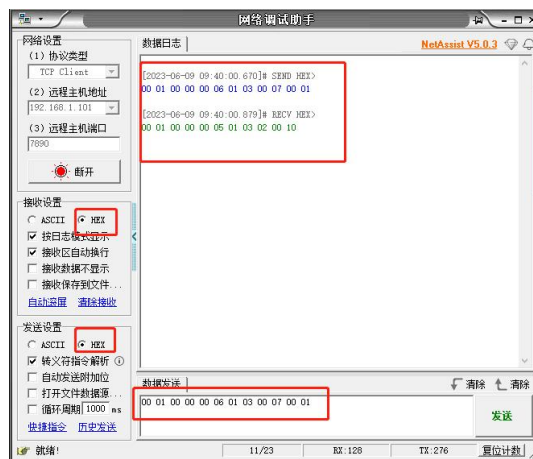 网络调试助手
网络设置
(1) 协议类型
TCP Client
(2) 远程主机地址
192.168.1.101
(3) 远程主机端口
7890
断开
接收设置
ASCII HEX
按日志模式显示
接收区自动换行
接收数据不显示
接收保存到文件...
自动滚屏 清除接收
发送设置
ASCII HEX
转义符指令解析
自动发送附加位
打开文件数据源...
循环周期 1000 ms
快捷指令 历史发送
数据日志
NetAssist V5.0.3
[2023-06-09 09:40:00.670]# SEND HEX>
00 01 00 00 00 06 01 03 00 07 00 01
[2023-06-09 09:40:00.879]# RECV HEX>
00 01 00 00 00 05 01 03 02 00 10
数据发送
清除 清除
00 01 00 00 00 06 01 03 00 07 00 01
发送
就绪!
11/23
RX:128
TX:276
复位计数